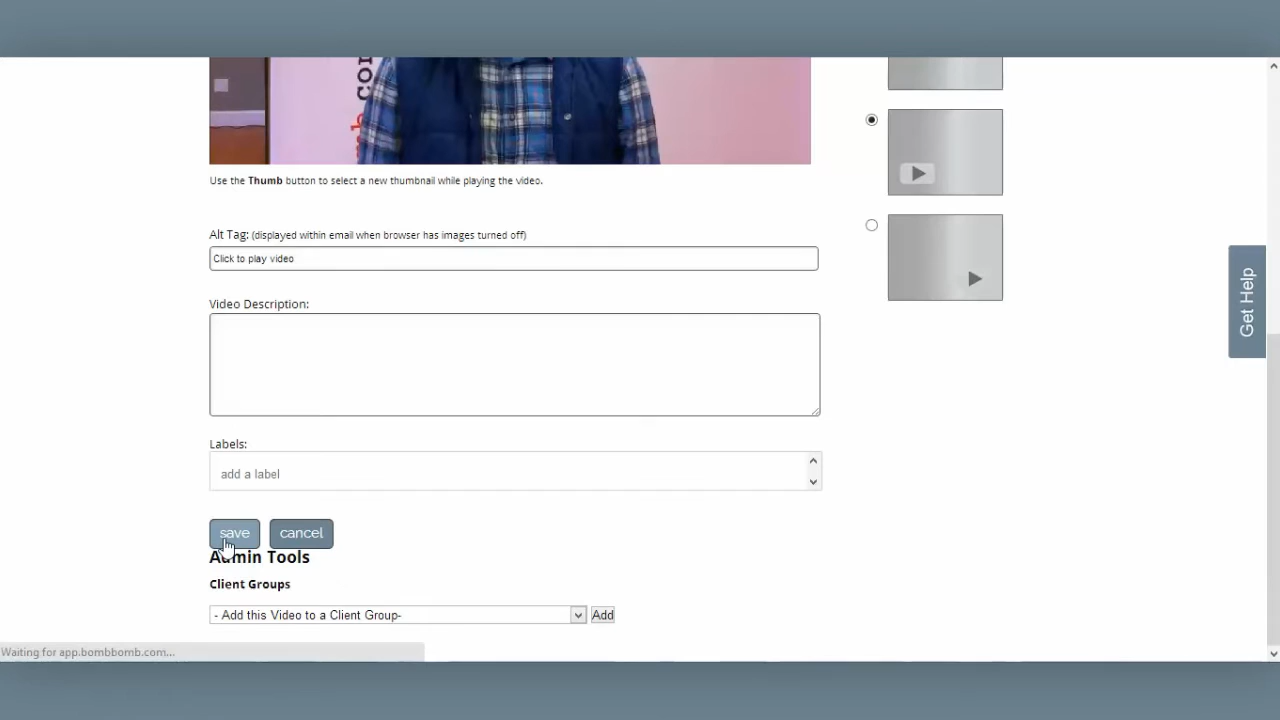 COM
Use the Thumb button to select a new thumbnail while playing the video.
Alt Tag: (displayed within email when browser has images turned off)
Click to play video
Video Description:
Get Help
Labels:
add a label
save cancel
Admin Tools
Client Groups
- Add this Video to a Client Group- Add
Waiting for app.bombbomb.com...